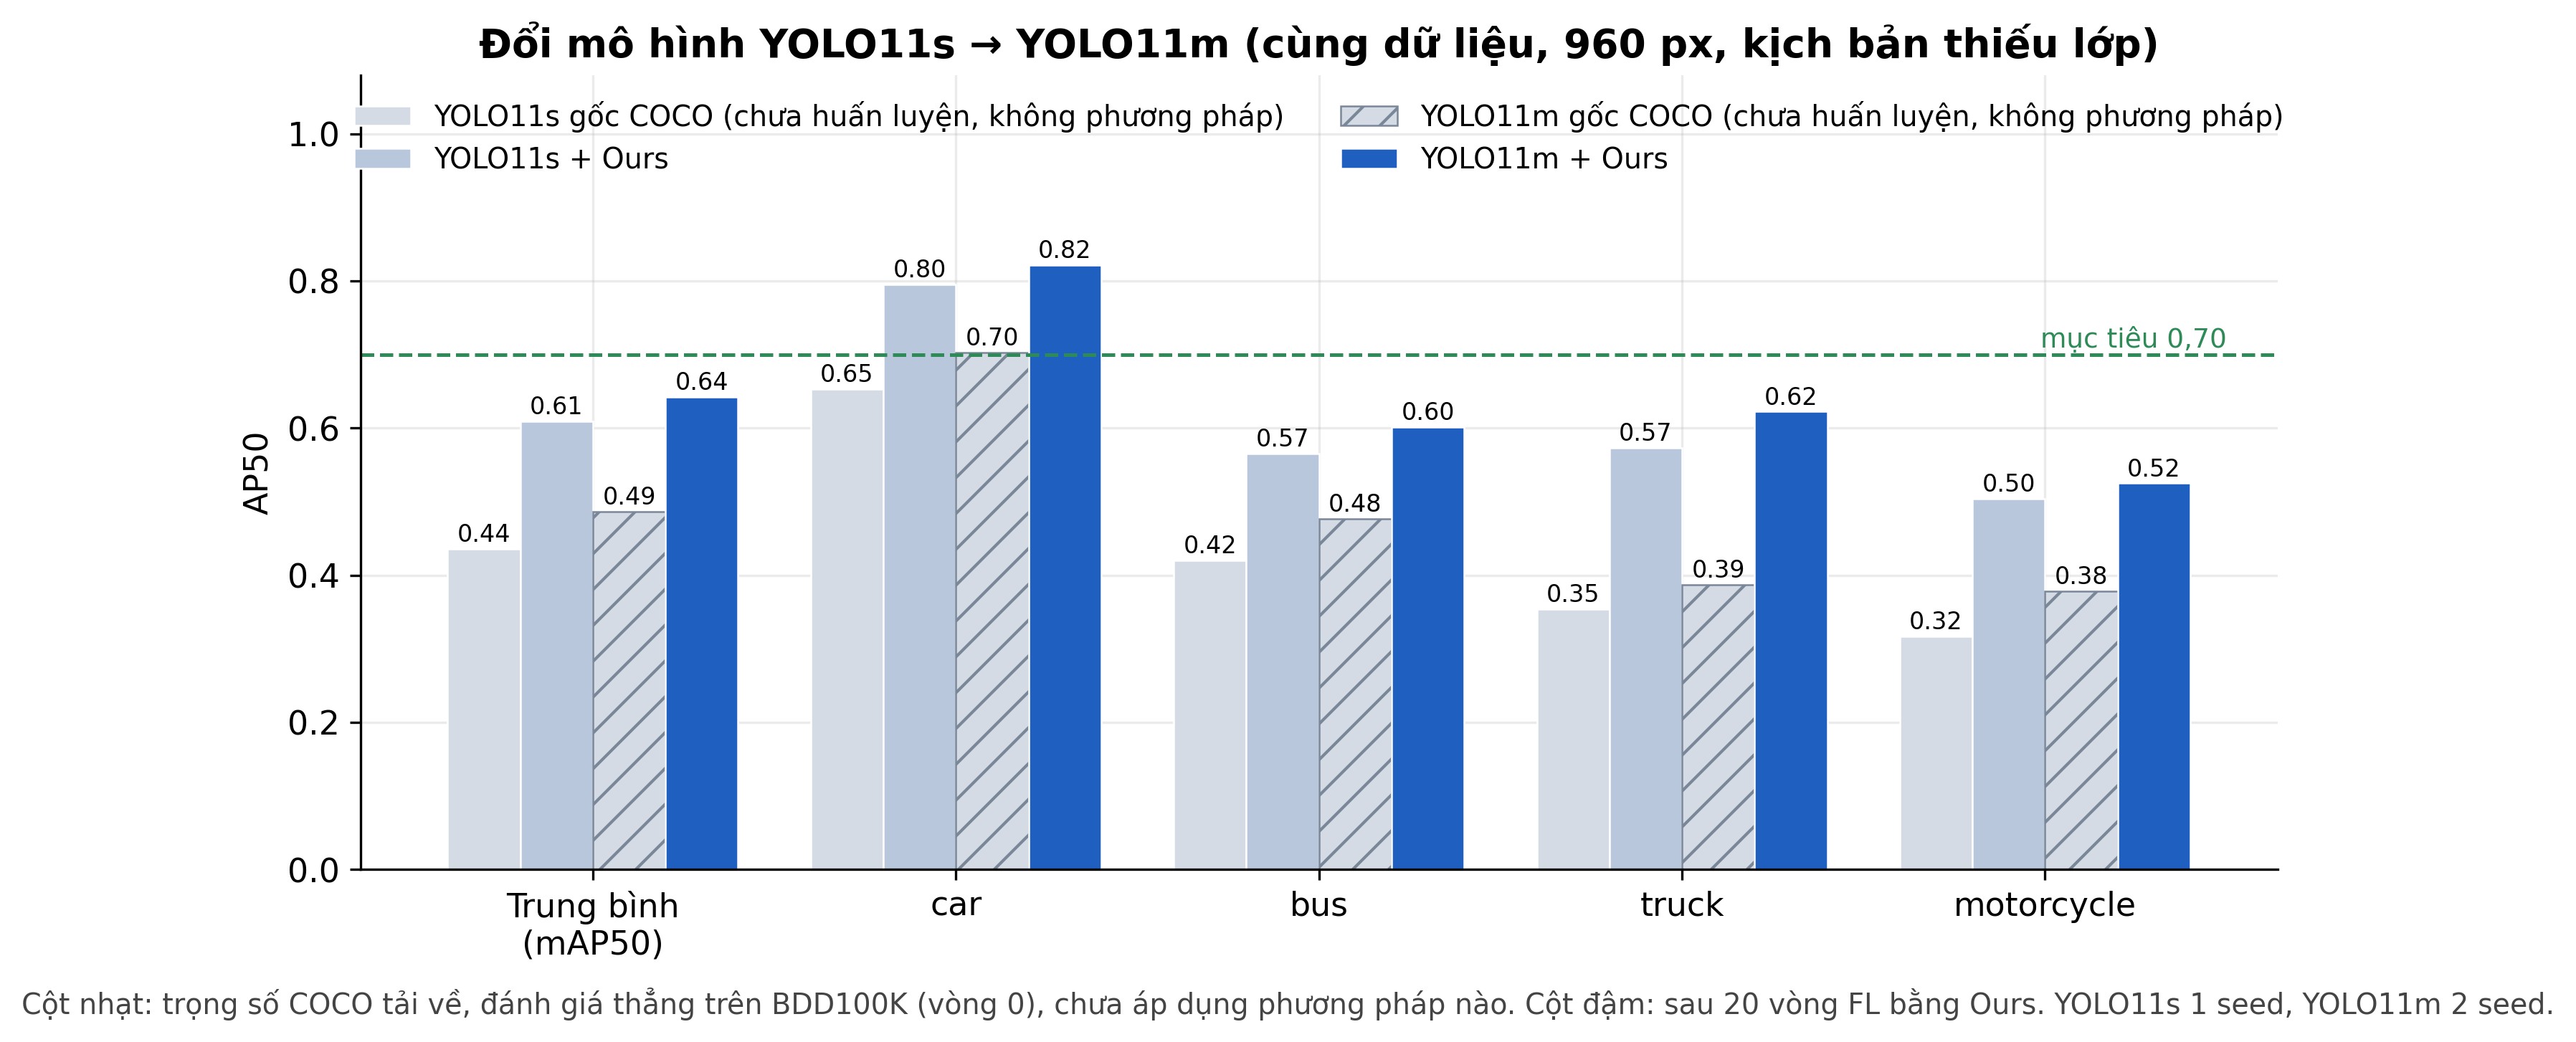 Đổi mô hình YOLO11s → YOLO11m (cùng dữ liệu, 960 px, kịch bản thiếu lớp)
YOLO11s gốc COCO (chưa huấn luyện, không phương pháp)
YOLO11s + Ours
YOLO11m gốc COCO (chưa huấn luyện, không phương pháp)
YOLO11m + Ours
AP50
1.0
0.8
0.6
0.4
0.2
0.0
mục tiêu 0,70
0.44
0.61
0.49
0.64
0.65
0.80
0.70
0.82
0.42
0.57
0.48
0.60
0.35
0.57
0.39
0.62
0.32
0.50
0.38
0.52
Trung bình
(mAP50)
car
bus
truck
motorcycle
Cột nhạt: trọng số COCO tải về, đánh giá thẳng trên BDD100K (vòng 0), chưa áp dụng phương pháp nào. Cột đậm: sau 20 vòng FL bằng Ours. YOLO11s 1 seed, YOLO11m 2 seed.